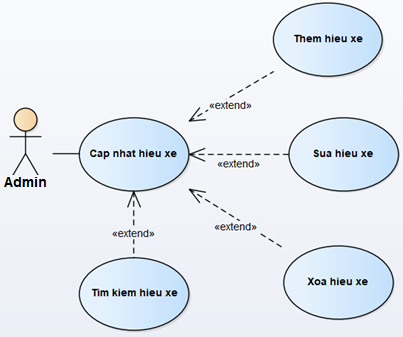 Them hieu xe
«extend»
Admin
Cap nhat hieu xe
«extend»
Sua hieu xe
«extend»
«extend»
Tim kiem hieu xe
Xoa hieu xe